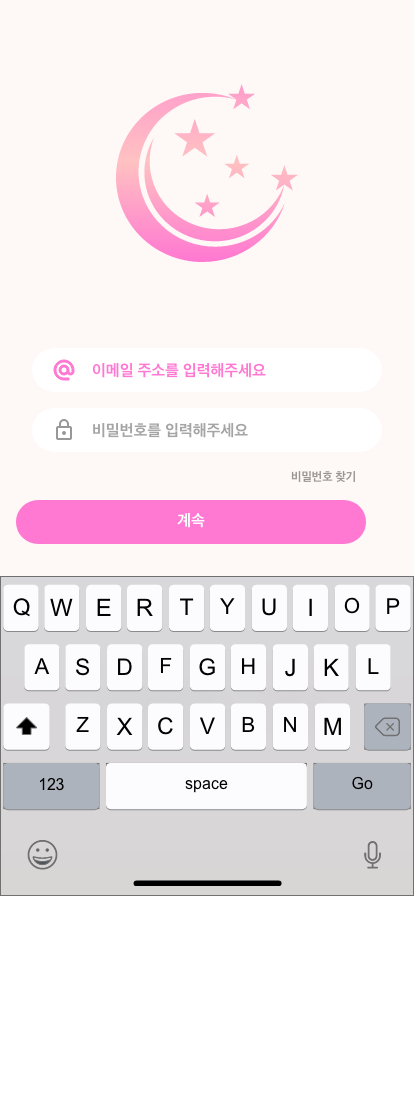 이메일 주소를 입력해주세요
비밀번호를 입력해주세요
비밀번호 찾기
계속
Q W E R T Y U I O P
A S D F G H J K L
Z X C V B N M
123 space Go